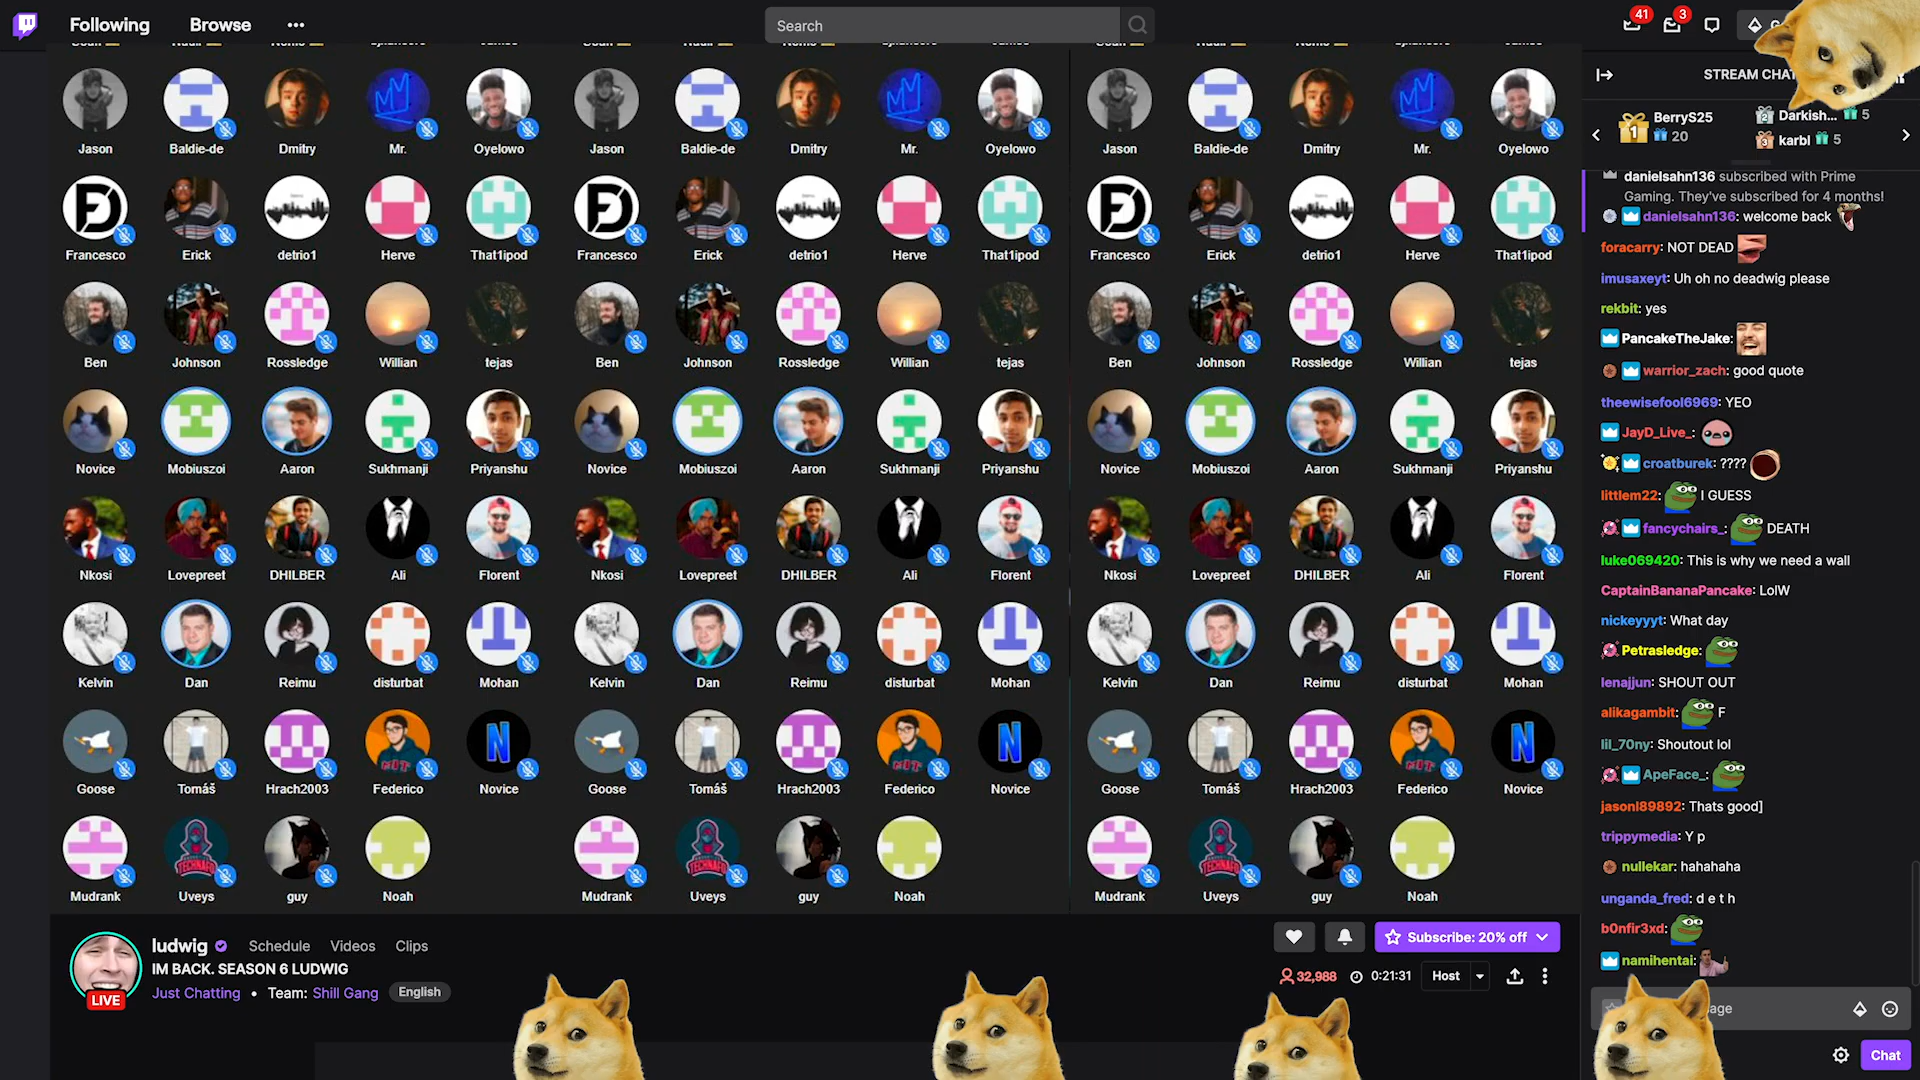 Following Browse
Search
41 3
Jason Baldie-de Dmitry Mr. Oyelowo Jason Baldie-de Dmitry Mr. Oyelowo Jason Baldie-de Dmitry Mr. Oyelowo
Francesco Erick detrio1 Herve That1ipod Francesco Erick detrio1 Herve That1ipod Francesco Erick detrio1 Herve That1ipod
Ben Johnson Rossledge Willian tejas Ben Johnson Rossledge Willian tejas Ben Johnson Rossledge Willian tejas
Novice Mobiuszoi Aaron Sukhmanji Priyanshu Novice Mobiuszoi Aaron Sukhmanji Priyanshu Novice Mobiuszoi Aaron Sukhmanji Priyanshu
Nkosi Lovepreet DHILBER Ali Florent Nkosi Lovepreet DHILBER Ali Florent Nkosi Lovepreet DHILBER Ali Florent
Kelvin Dan Reimu disturbat Mohan Kelvin Dan Reimu disturbat Mohan Kelvin Dan Reimu disturbat Mohan
Goose Tomáš Hrach2003 Federico Novice Goose Tomáš Hrach2003 Federico Novice Goose Tomáš Hrach2003 Federico Novice
Mudrank Uveys guy Noah Mudrank Uveys guy Noah Mudrank Uveys guy Noah
ludwig Schedule Videos Clips
IM BACK. SEASON 6 LUDWIG
Just Chatting • Team: Shill Gang English
LIVE
Subscribe: 20% off
32,988 0:21:31 Host
STREAM CHAT
1 BerryS25 20
2 Darkish... 5
3 karbl 5
danielsahn136 subscribed with Prime
Gaming. They've subscribed for 4 months!
danielsahn136: welcome back
foracarry: NOT DEAD
imusaxeyt: Uh oh no deadwig please
rekbit: yes
PancakeTheJake:
warrior_zach: good quote
theewisefool6969: YEO
JayD_Live_:
croatburek: ????
littlem22: I GUESS
fancychairs_: DEATH
luke069420: This is why we need a wall
CaptainBananaPancake: LolW
nickeyyyt: What day
Petrasledge:
lenajjun: SHOUT OUT
alikagambit: F
lil_70ny: Shoutout lol
ApeFace_:
jasonl89892: Thats good]
trippymedia: Y p
nullekar: hahahaha
unganda_fred: d e t h
b0nfir3xd:
namihentai:
Chat